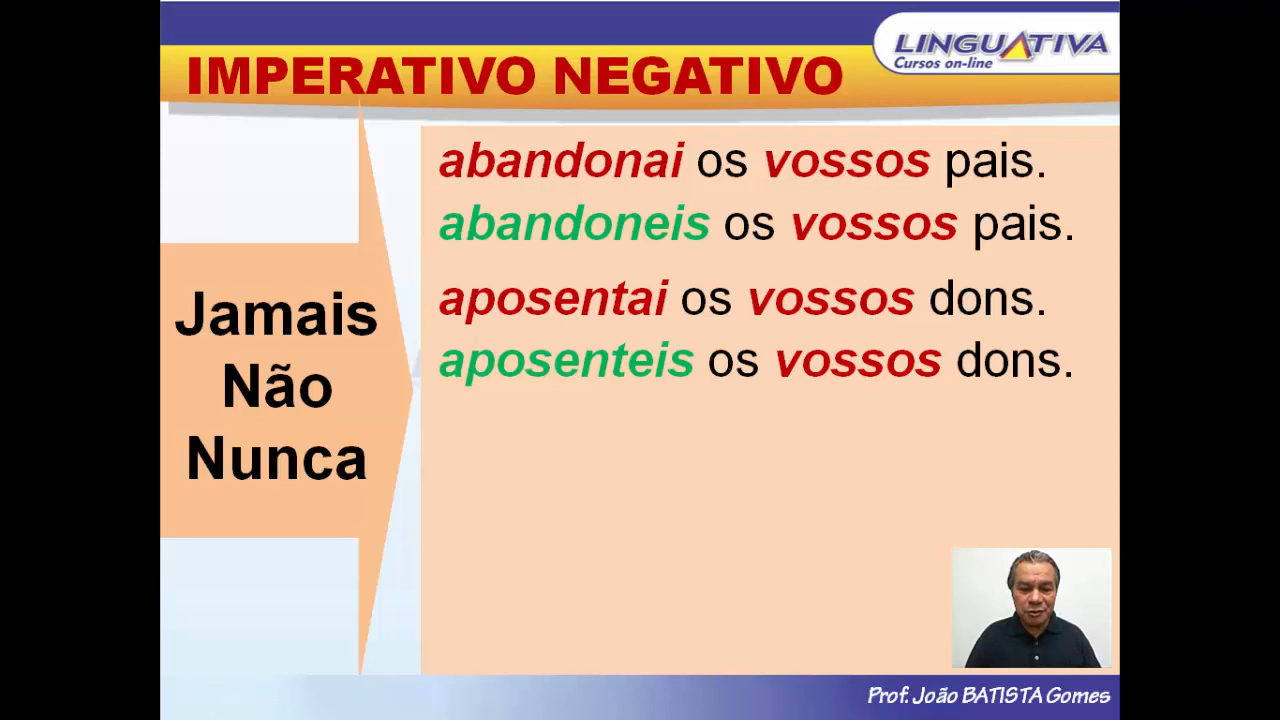 LINGUATIVA
Cursos on-line
IMPERATIVO NEGATIVO
Jamais
Não
Nunca
abandonai os vossos pais.
abandoneis os vossos pais.
aposentai os vossos dons.
aposenteis os vossos dons.
Prof. João BATISTA Gomes